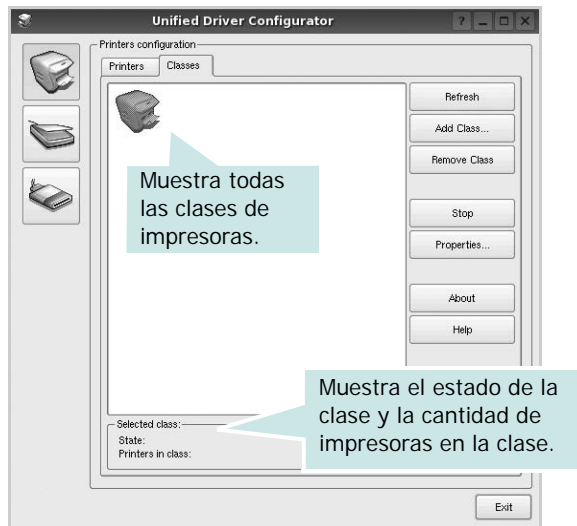 Unified Driver Configurator
Printers configuration
Printers
Classes
Refresh
Add Class...
Remove Class
Muestra todas
las clases de
impresoras.
Stop
Properties...
About
Help
Muestra el estado de la
clase y la cantidad de
impresoras en la clase.
Selected class:
State:
Printers in class:
Exit